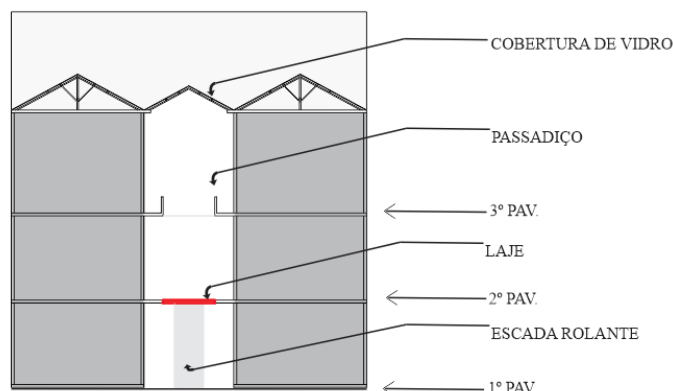 COBERTURA DE VIDRO
PASSADIÇO
3º PAV.
LAJE
2º PAV.
ESCADA ROLANTE
1º PAV